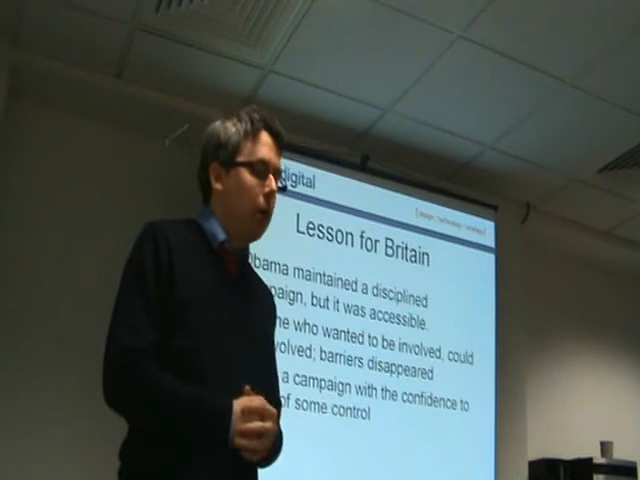 digital
[ design | technology | strategy ]
Lesson for Britain
bama maintained a disciplined
paign, but it was accessible.
ne who wanted to be involved, could
volved; barriers disappeared
a campaign with the confidence to
of some control